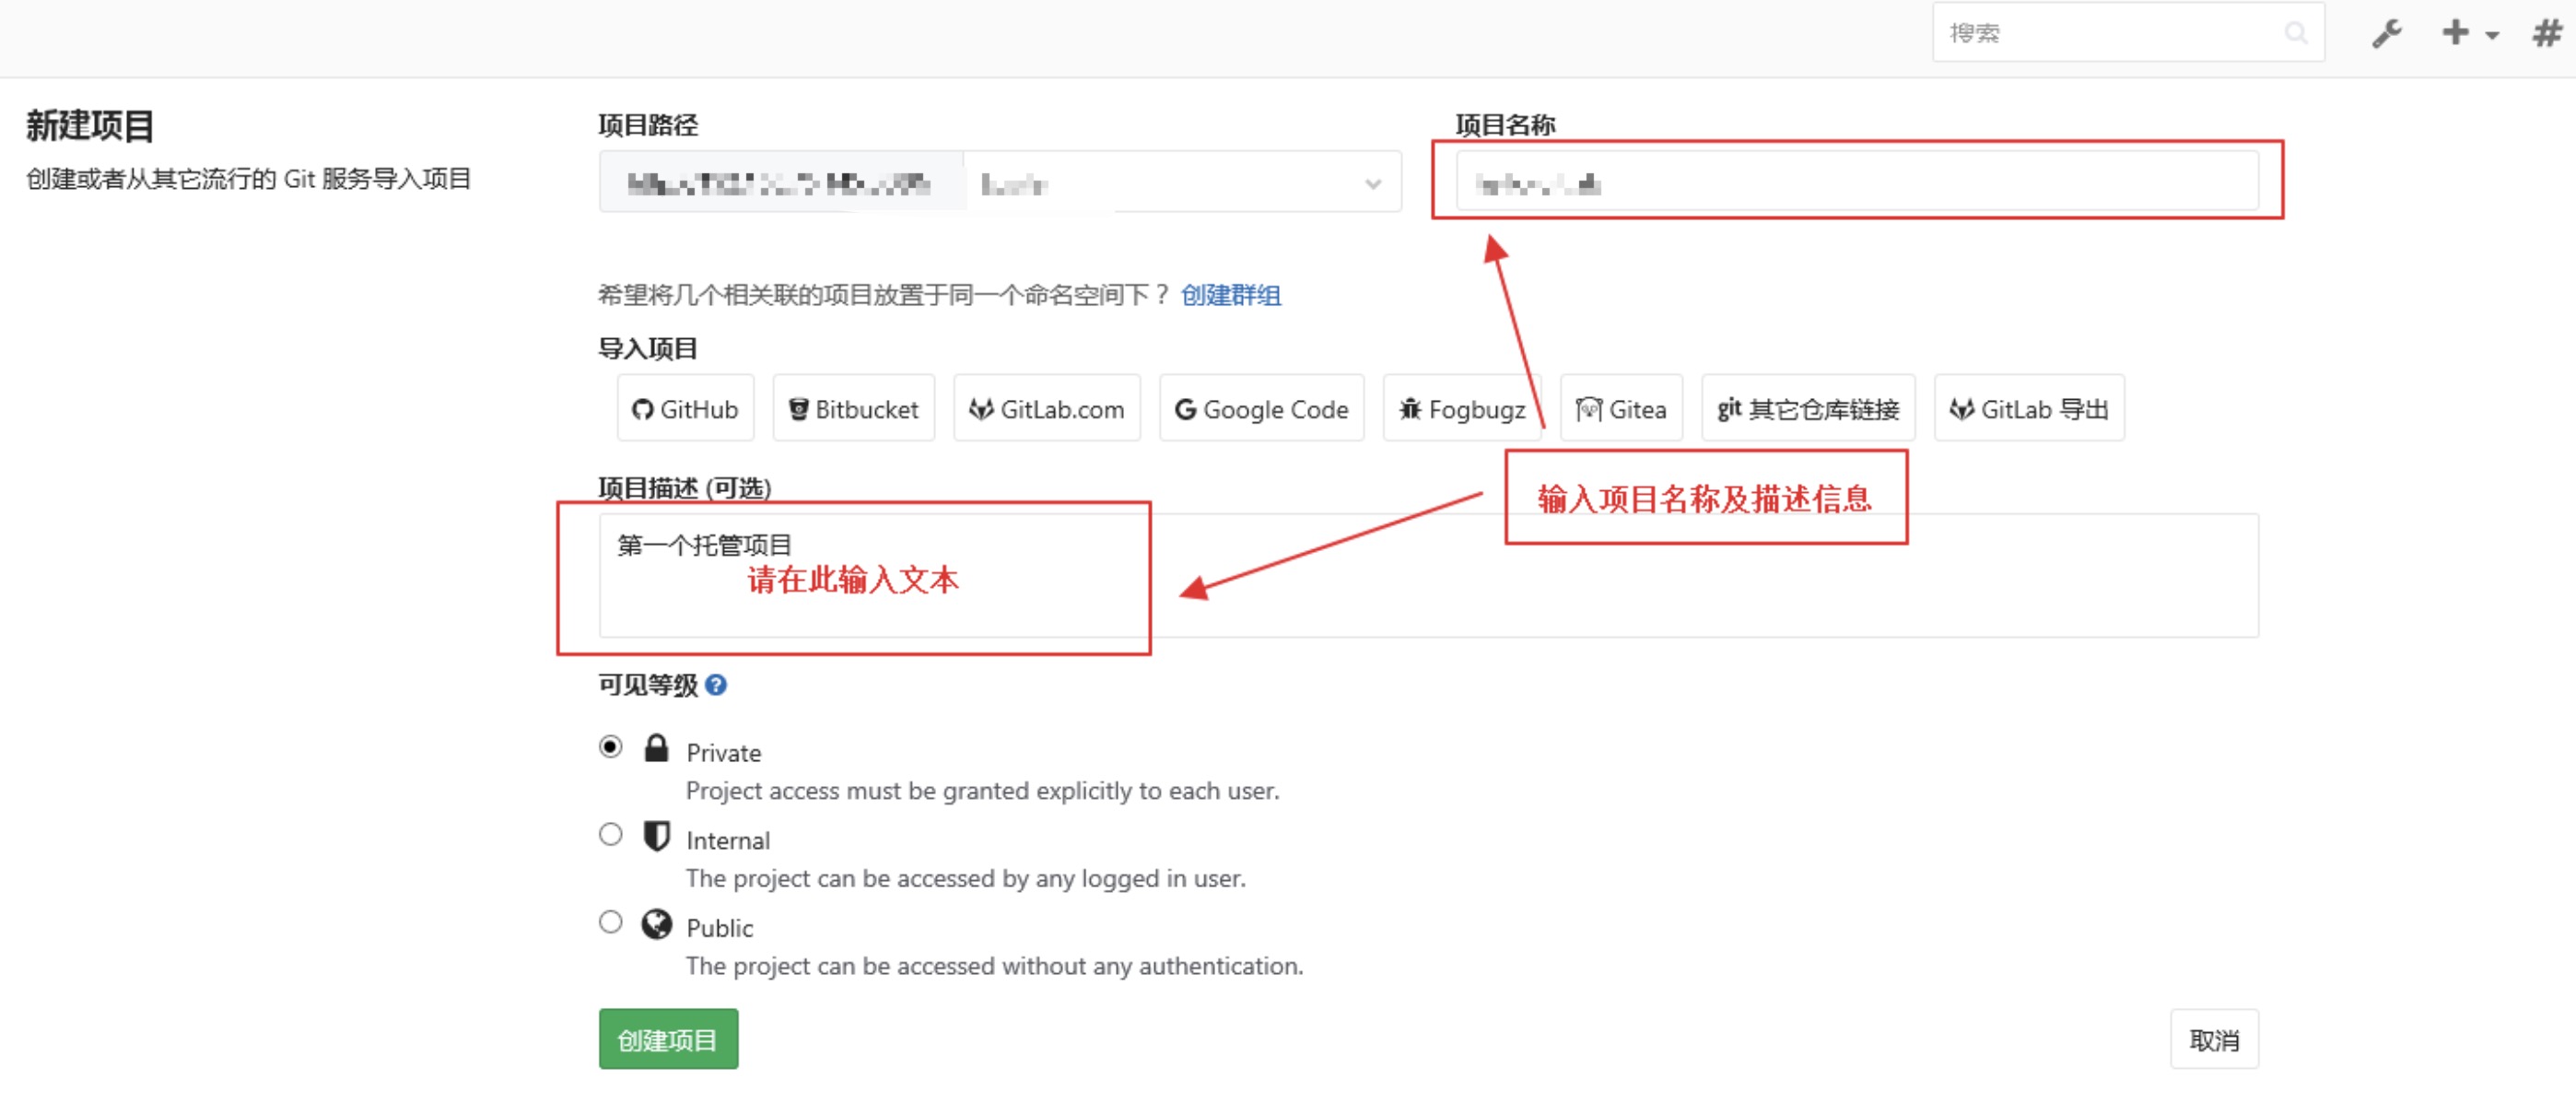 搜索
新建项目
创建或者从其它流行的 Git 服务导入项目
项目路径
项目名称
希望将几个相关联的项目放置于同一个命名空间下？ 创建群组
导入项目
GitHub Bitbucket GitLab.com Google Code Fogbugz Gitea git 其它仓库链接 GitLab 导出
项目描述 (可选)
输入项目名称及描述信息
第一个托管项目
请在此输入文本
可见等级
Private
Project access must be granted explicitly to each user.
Internal
The project can be accessed by any logged in user.
Public
The project can be accessed without any authentication.
创建项目
取消